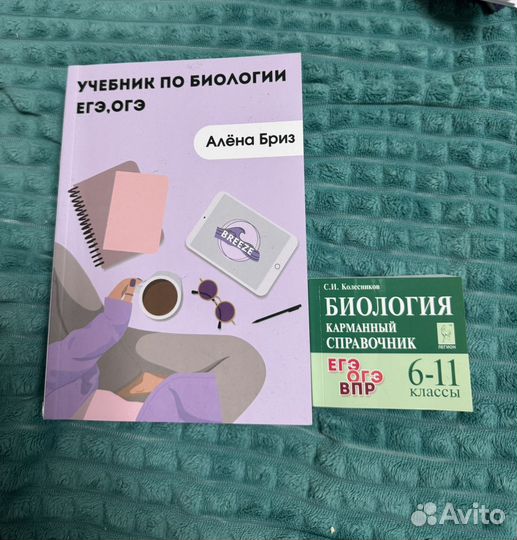 УЧЕБНИК ПО БИОЛОГИИ
ЕГЭ,ОГЭ
Алёна Бриз
BREEZE
С.И. Колесников
БИОЛОГИЯ
КАРМАННЫЙ
СПРАВОЧНИК
ЛЕГИОН
ЕГЭ
ОГЭ
ВПР
6-11
классы
Avito